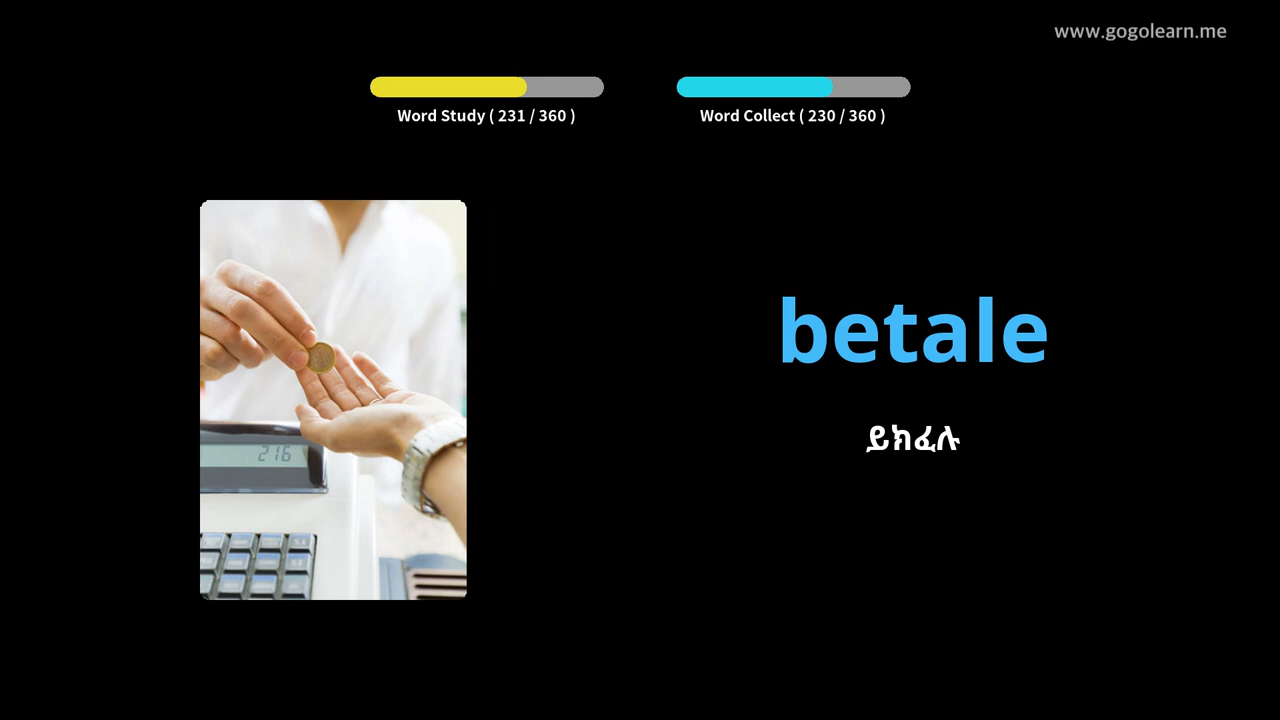 www.gogolearn.me
Word Study ( 231 / 360 )
Word Collect ( 230 / 360 )
betale
ይክፈሉ
216